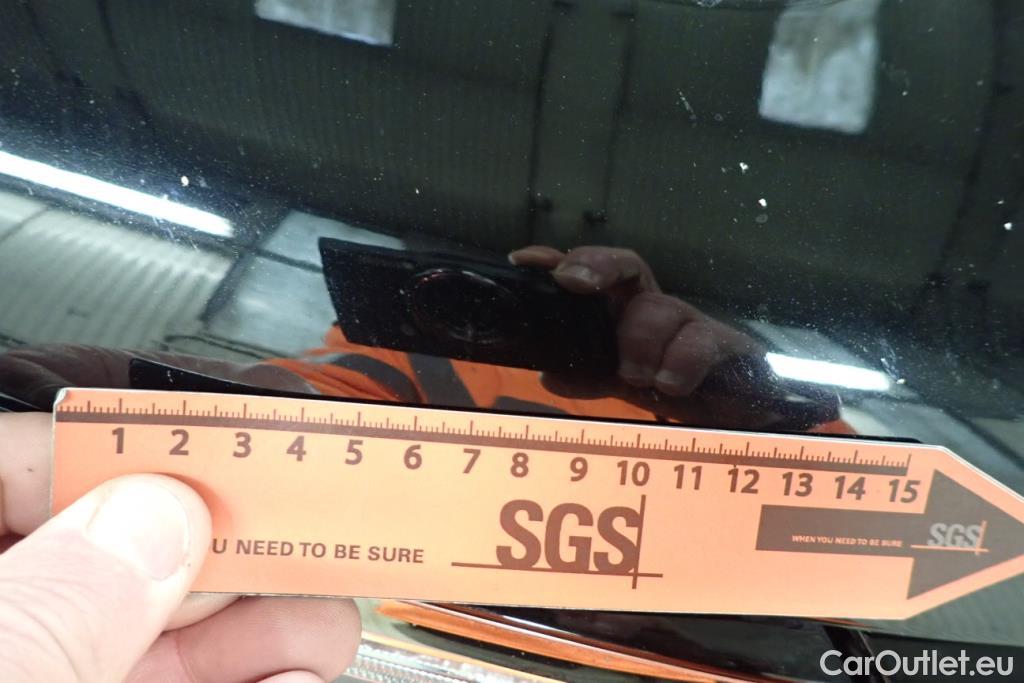 1 2 3 4 5 6 7 8 9 10 11 12 13 14 15
U NEED TO BE SURE
SGS
WHEN YOU NEED TO BE SURE
SGS
CarOutlet.eu